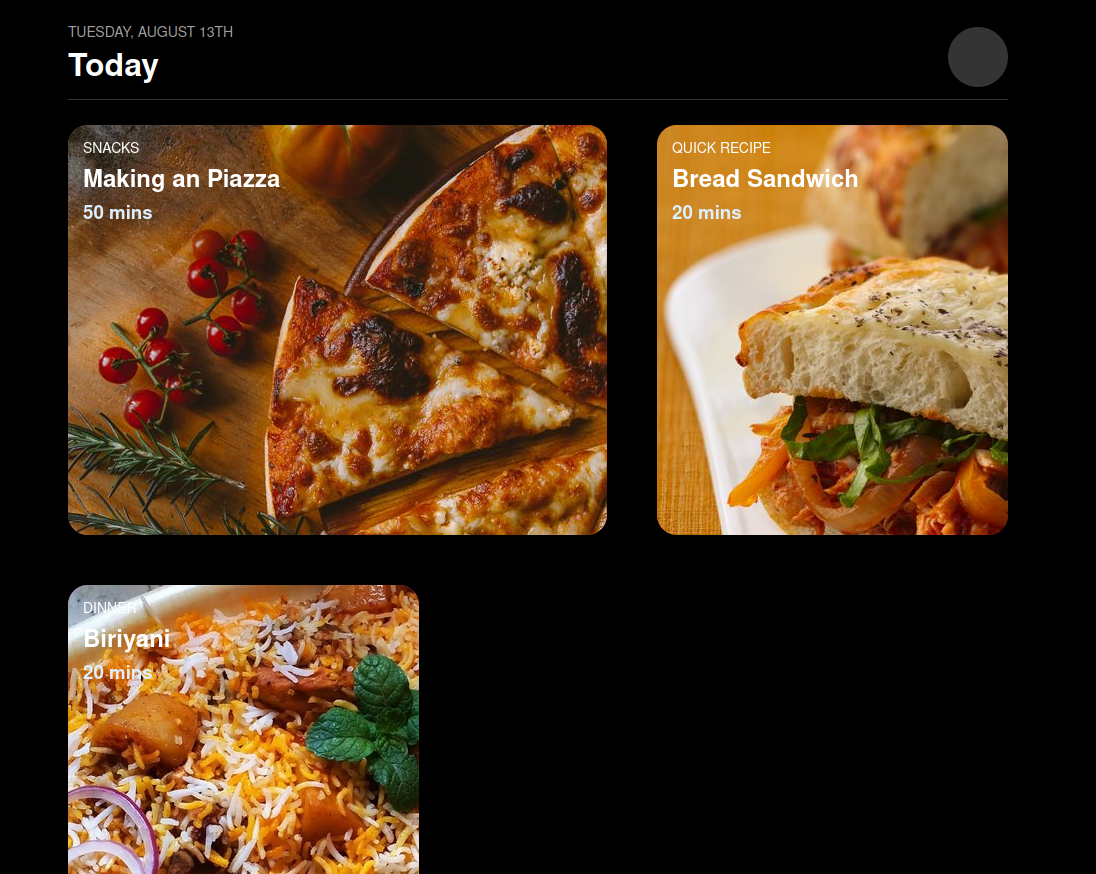 TUESDAY, AUGUST 13TH
Today
SNACKS
Making an Piazza
50 mins
QUICK RECIPE
Bread Sandwich
20 mins
DINNER
Biriyani
20 mins